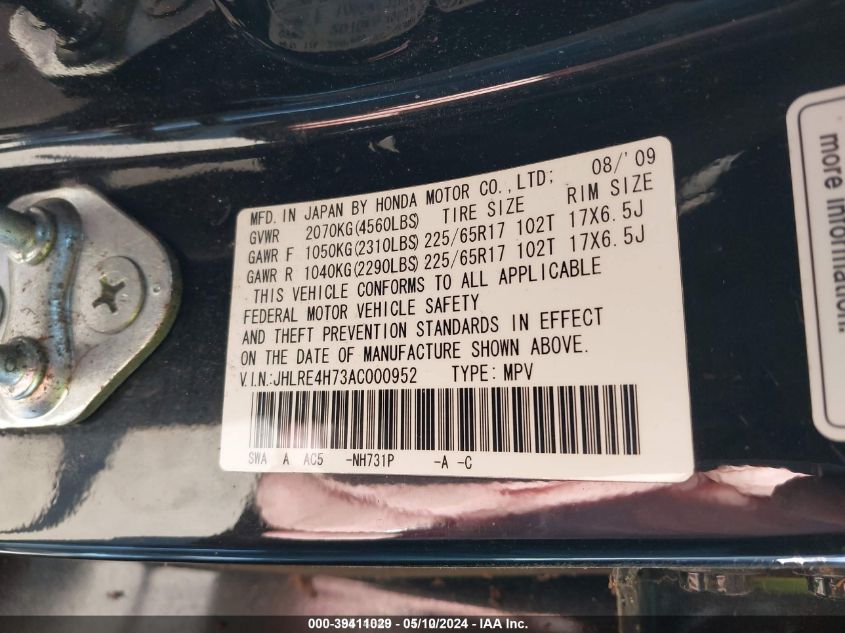 MFD. IN JAPAN BY HONDA MOTOR CO., LTD; 08/'09
GVWR 2070KG(4560LBS) TIRE SIZE RIM SIZE
GAWR F 1050KG(2310LBS) 225/65R17 102T 17X6.5J
GAWR R 1040KG(2290LBS) 225/65R17 102T 17X6.5J
THIS VEHICLE CONFORMS TO ALL APPLICABLE
FEDERAL MOTOR VEHICLE SAFETY
AND THEFT PREVENTION STANDARDS IN EFFECT
ON THE DATE OF MANUFACTURE SHOWN ABOVE.
V.I.N.:JHLRE4H73AC000952 TYPE: MPV
SWA A AC5 -NH731P -A -C
more information.
000-39411029 - 05/10/2024 - IAA Inc.